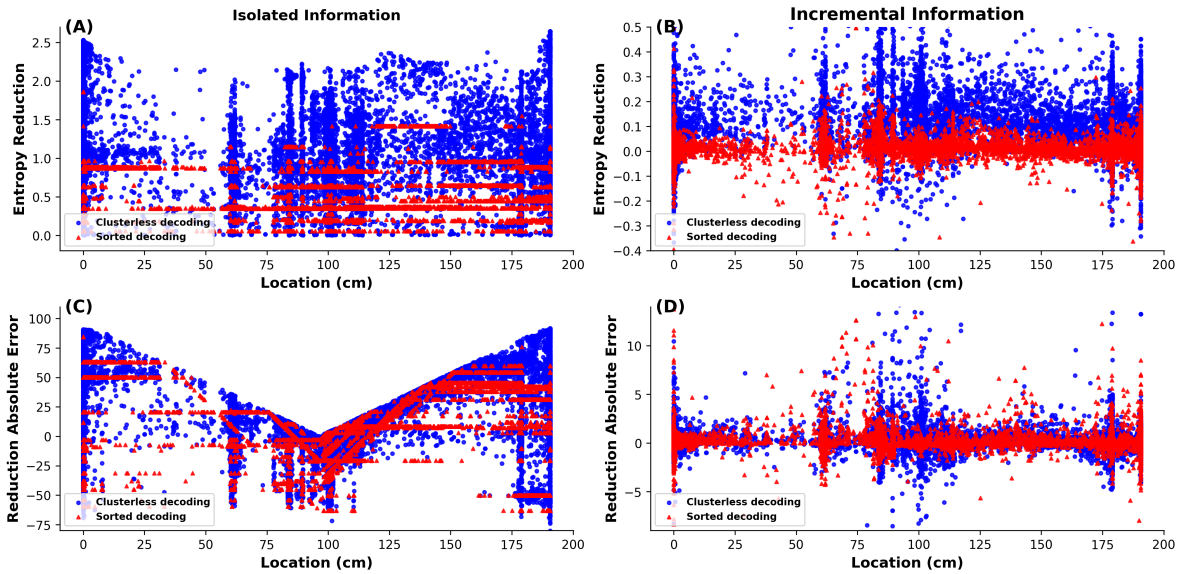 Isolated Information
(A)
Entropy Reduction
2.5
2.0
1.5
1.0
0.5
0.0
Clusterless decoding
Sorted decoding
0 25 50 75 100 125 150 175 200
Location (cm)
Incremental Information
(B)
Entropy Reduction
0.5
0.4
0.3
0.2
0.1
0.0
−0.1
−0.2
−0.3
−0.4
Clusterless decoding
Sorted decoding
0 25 50 75 100 125 150 175 200
Location (cm)
(C)
Reduction Absolute Error
100
75
50
25
0
−25
−50
−75
Clusterless decoding
Sorted decoding
0 25 50 75 100 125 150 175 200
Location (cm)
(D)
Reduction Absolute Error
10
5
0
−5
Clusterless decoding
Sorted decoding
0 25 50 75 100 125 150 175 200
Location (cm)